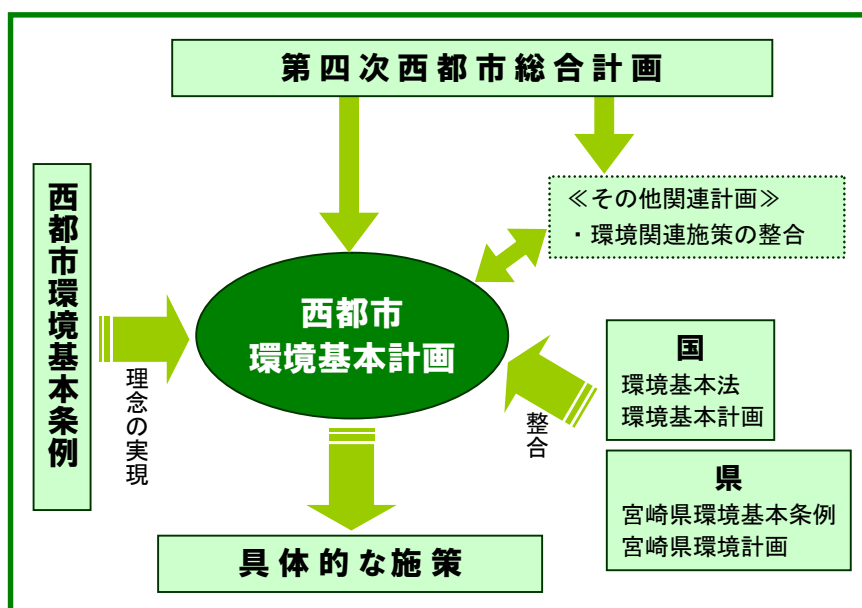 第四次西都市総合計画
西都市環境基本条例
≪その他関連計画≫
・環境関連施策の整合
西都市
環境基本計画
理念の実現
整合
国
環境基本法
環境基本計画
県
宮崎県環境基本条例
宮崎県環境計画
具体的な施策